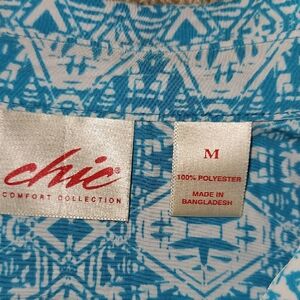 chic®
COMFORT COLLECTION
M
100% POLYESTER
MADE IN
BANGLADESH